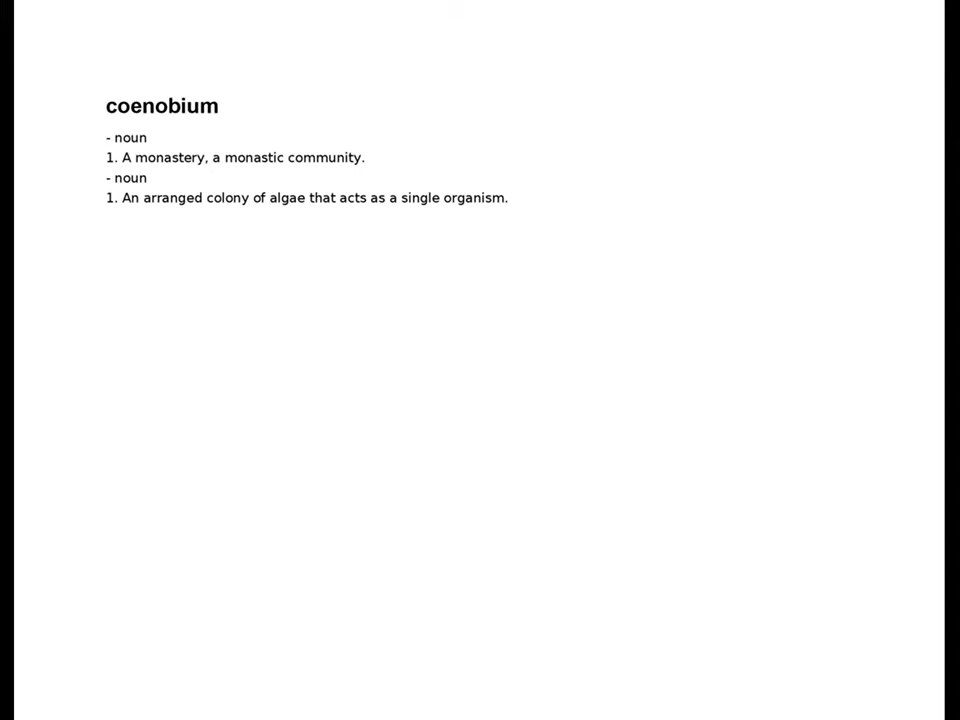 coenobium
- noun
1. A monastery, a monastic community.
- noun
1. An arranged colony of algae that acts as a single organism.